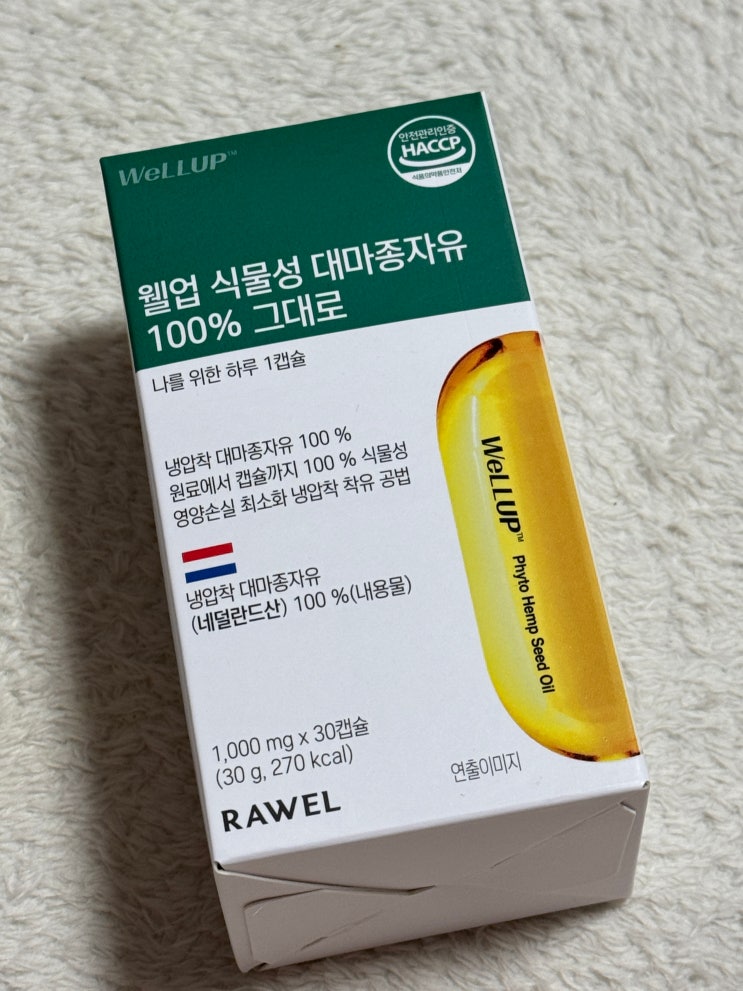 WeLLUP™
안전관리인증
HACCP
식품의약품안전처
웰업 식물성 대마종자유
100% 그대로
나를 위한 하루 1캡슐
냉압착 대마종자유 100 %
원료에서 캡슐까지 100 % 식물성
영양손실 최소화 냉압착 착유 공법
냉압착 대마종자유
(네덜란드산) 100 %(내용물)
WeLLUP™ Phyto Hemp Seed Oil
1,000 mg x 30캡슐
(30 g, 270 kcal)
연출이미지
RAWEL